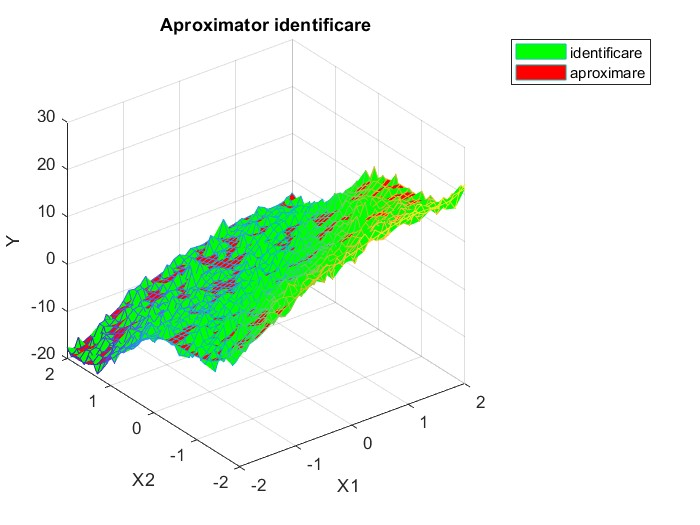 Aproximator identificare
identificare
aproximare
30
20
10
0
-10
-20
Y
2
1
0
-1
-2
X2
-2
-1
0
1
2
X1